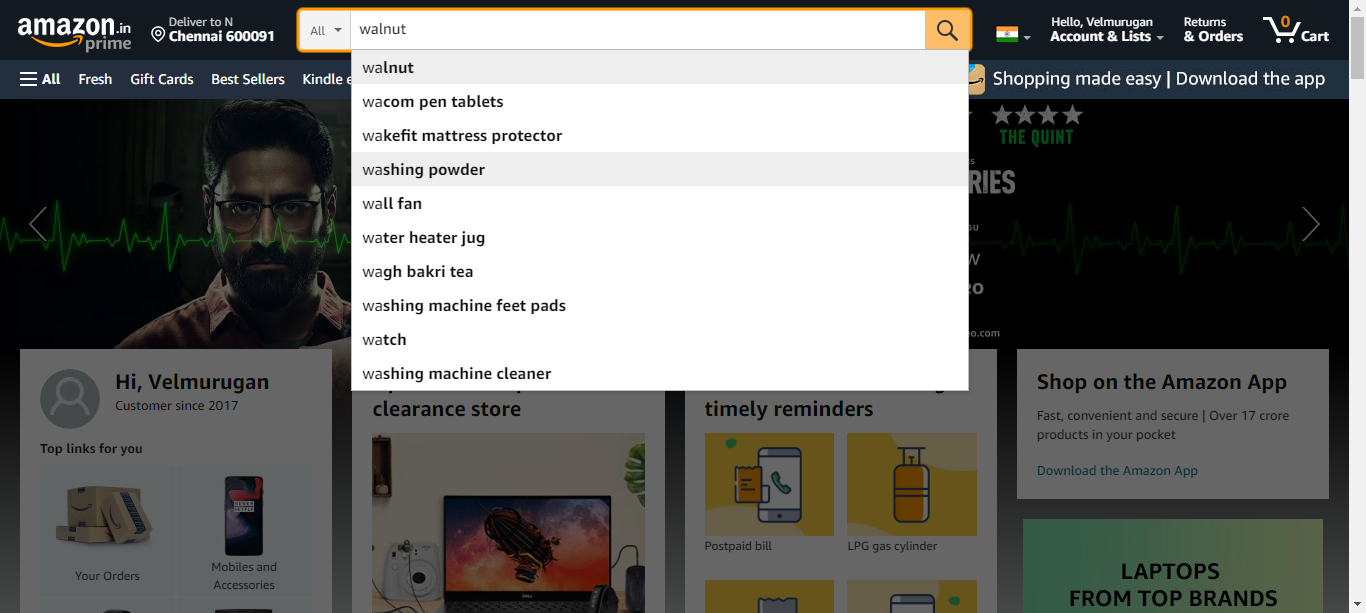 amazon.in
prime
Deliver to N
Chennai 600091
All
walnut
Hello, Velmurugan
Account & Lists
Returns
& Orders
0
Cart
All
Fresh
Gift Cards
Best Sellers
Kindle e
Shopping made easy | Download the app
walnut
wacom pen tablets
wakefit mattress protector
washing powder
wall fan
water heater jug
wagh bakri tea
washing machine feet pads
watch
washing machine cleaner
THE QUINT
RIES
eo.com
Hi, Velmurugan
Customer since 2017
Top links for you
Your Orders
Mobiles and
Accessories
clearance store
DELL
timely reminders
Postpaid bill
LPG gas cylinder
Shop on the Amazon App
Fast, convenient and secure | Over 17 crore
products in your pocket
Download the Amazon App
LAPTOPS
FROM TOP BRANDS